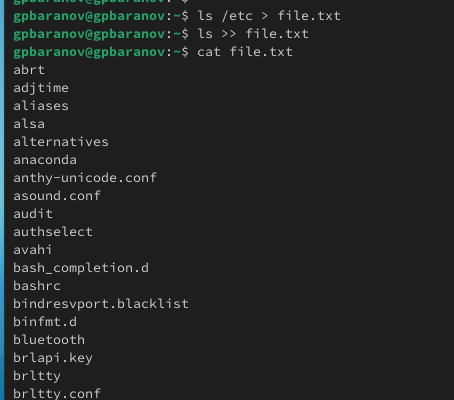 gpbaranov@gpbaranov:~$ ls /etc > file.txt
gpbaranov@gpbaranov:~$ ls >> file.txt
gpbaranov@gpbaranov:~$ cat file.txt
abrt
adjtime
aliases
alsa
alternatives
anaconda
anthy-unicode.conf
asound.conf
audit
authselect
avahi
bash_completion.d
bashrc
bindresvport.blacklist
binfmt.d
bluetooth
brlapi.key
brltty
brltty.conf